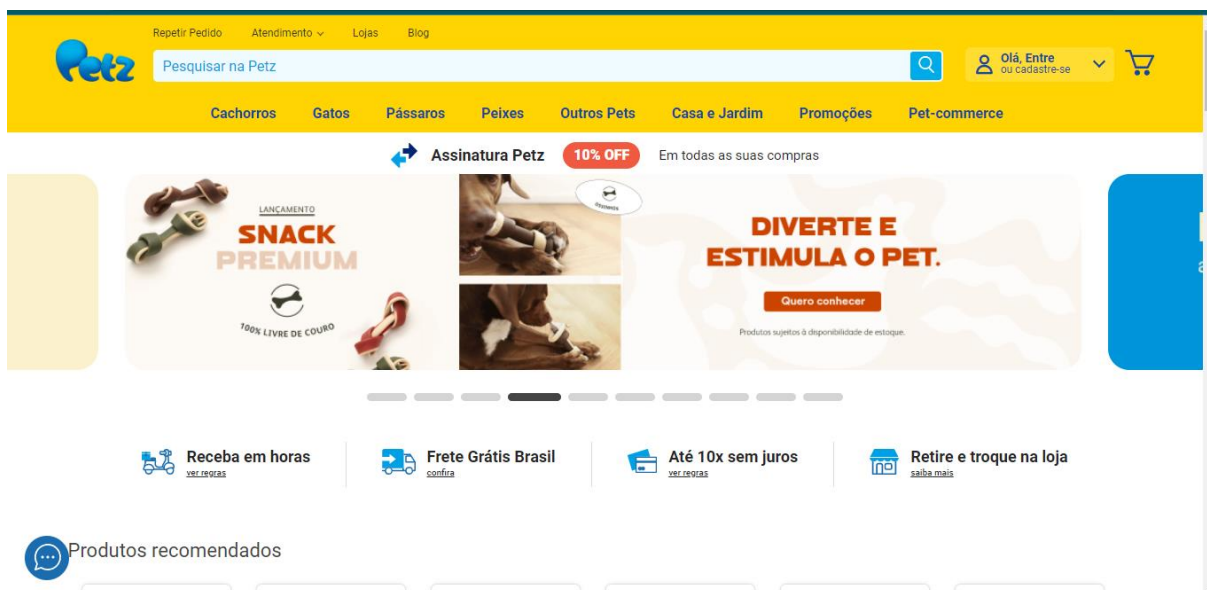 Repetir Pedido Atendimento Lojas Blog
Petz
Pesquisar na Petz
Olá, Entre
ou cadastre-se
Cachorros Gatos Pássaros Peixes Outros Pets Casa e Jardim Promoções Pet-commerce
Assinatura Petz 10% OFF Em todas as suas compras
LANÇAMENTO
SNACK
PREMIUM
100% LIVRE DE COURO
DIVERTE E
ESTIMULA O PET.
Quero conhecer
Produtos sujeitos à disponibilidade de estoque.
Receba em horas
ver regras
Frete Grátis Brasil
confira
Até 10x sem juros
ver regras
Retire e troque na loja
saiba mais
Produtos recomendados